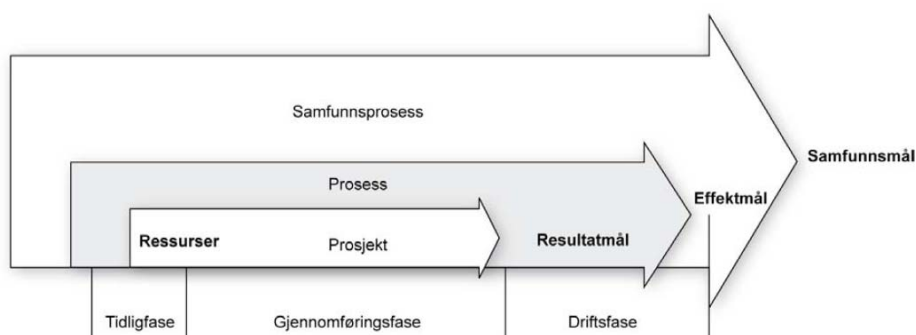 Samfunnsprosess
Samfunnsmål
Prosess
Effektmål
Ressurser
Prosjekt
Resultatmål
Tidligfase
Gjennomføringsfase
Driftsfase